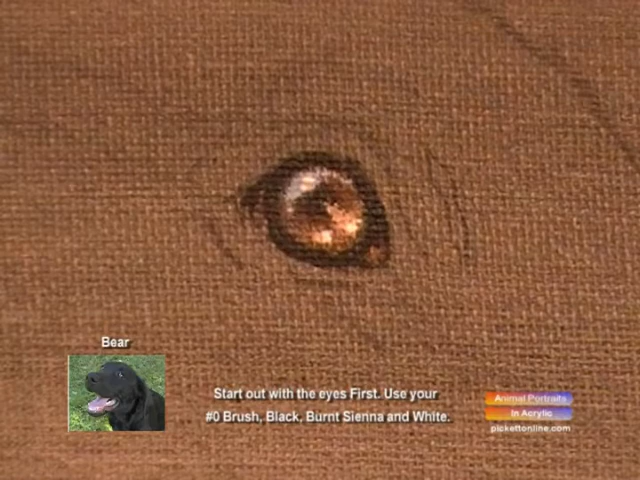 Bear
Start out with the eyes First. Use your
#0 Brush, Black, Burnt Sienna and White.
Animal Portraits
In Acrylic
pickettonline.com